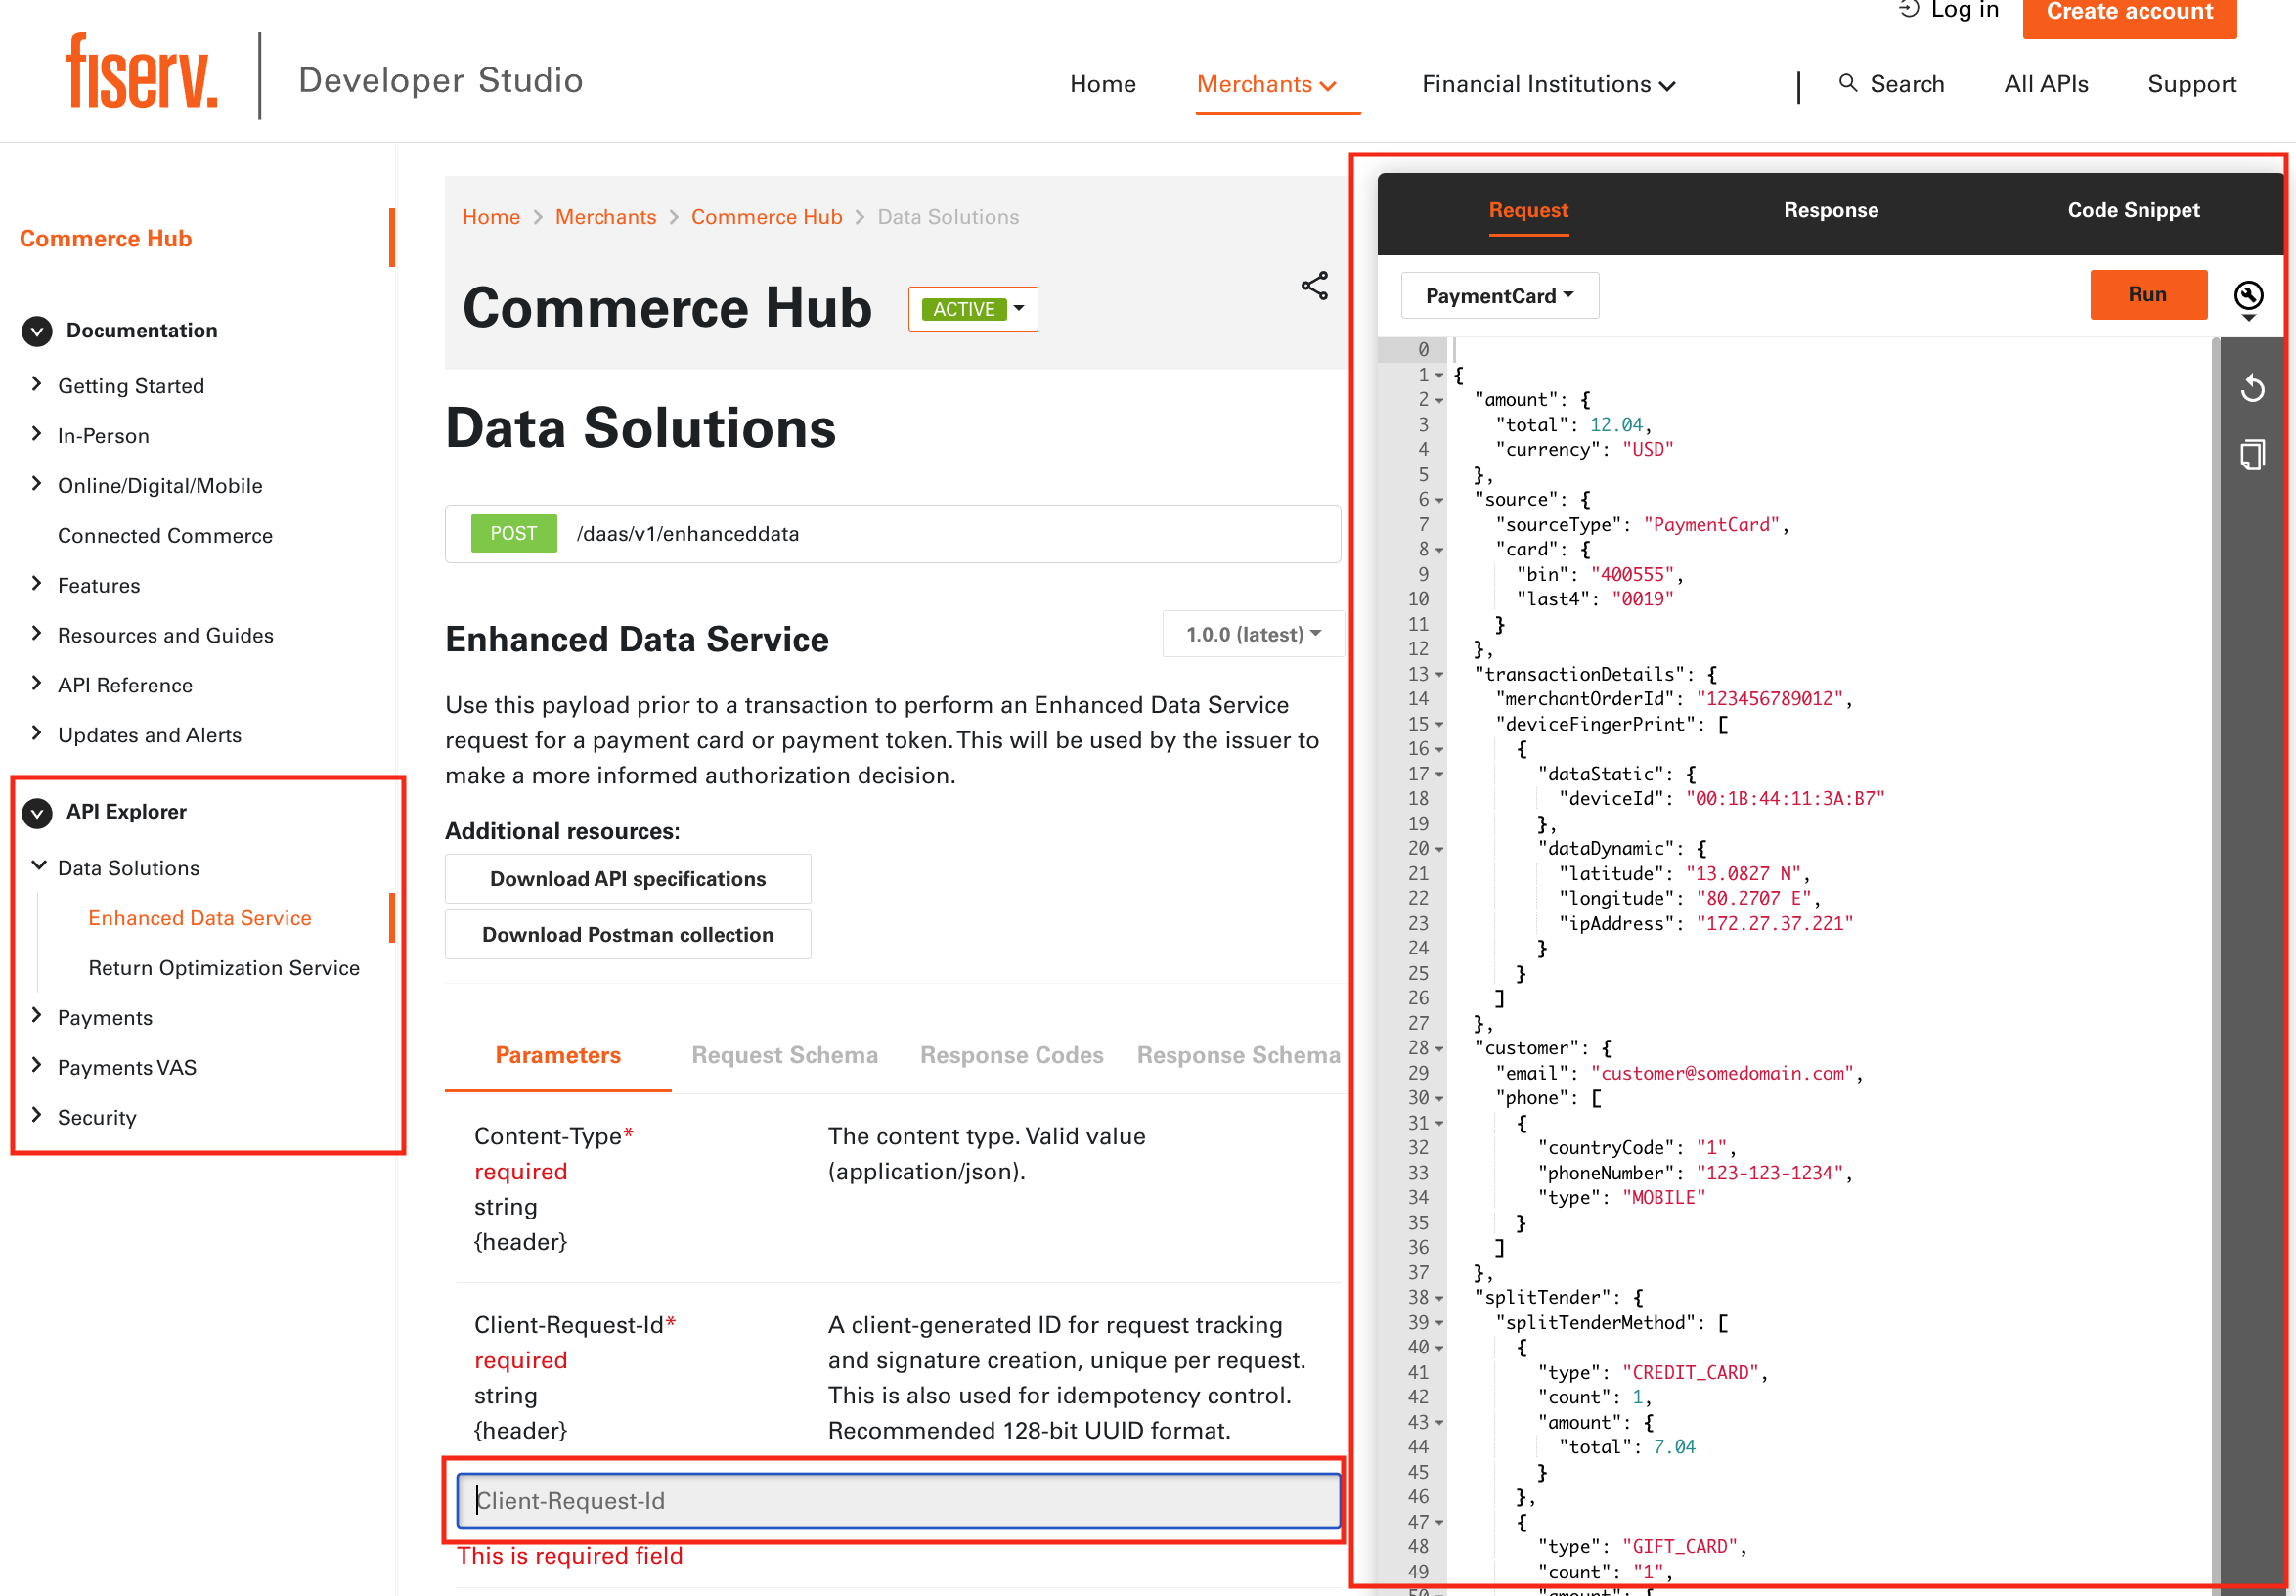 Log in
Create account
fiserv.
Developer Studio
Home
Merchants
Financial Institutions
Search
All APIs
Support
Commerce Hub
Documentation
Getting Started
In-Person
Online/Digital/Mobile
Connected Commerce
Features
Resources and Guides
API Reference
Updates and Alerts
API Explorer
Data Solutions
Enhanced Data Service
Return Optimization Service
Payments
Payments VAS
Security
Home > Merchants > Commerce Hub > Data Solutions
Commerce Hub
ACTIVE
Data Solutions
POST /daas/v1/enhanceddata
Enhanced Data Service
1.0.0 (latest)
Use this payload prior to a transaction to perform an Enhanced Data Service
request for a payment card or payment token. This will be used by the issuer to
make a more informed authorization decision.
Additional resources:
Download API specifications
Download Postman collection
Parameters
Request Schema
Response Codes
Response Schema
Content-Type*
required
string
{header}
The content type. Valid value
(application/json).
Client-Request-Id*
required
string
{header}
A client-generated ID for request tracking
and signature creation, unique per request.
This is also used for idempotency control.
Recommended 128-bit UUID format.
Client-Request-Id
This is required field
Request
Response
Code Snippet
PaymentCard
Run
0
1 {
2 "amount": {
3 "total": 12.04,
4 "currency": "USD"
5 },
6 "source": {
7 "sourceType": "PaymentCard",
8 "card": {
9 "bin": "400555",
10 "last4": "0019"
11 }
12 },
13 "transactionDetails": {
14 "merchantOrderId": "123456789012",
15 "deviceFingerPrint": [
16 {
17 "dataStatic": {
18 "deviceId": "00:1B:44:11:3A:B7"
19 },
20 "dataDynamic": {
21 "latitude": "13.0827 N",
22 "longitude": "80.2707 E",
23 "ipAddress": "172.27.37.221"
24 }
25 }
26 ]
27 },
28 "customer": {
29 "email": "customer@somedomain.com",
30 "phone": [
31 {
32 "countryCode": "1",
33 "phoneNumber": "123-123-1234",
34 "type": "MOBILE"
35 }
36 ]
37 },
38 "splitTender": {
39 "splitTenderMethod": [
40 {
41 "type": "CREDIT_CARD",
42 "count": 1,
43 "amount": {
44 "total": 7.04
45 }
46 },
47 {
48 "type": "GIFT_CARD",
49 "count": "1",
50 "amount": {